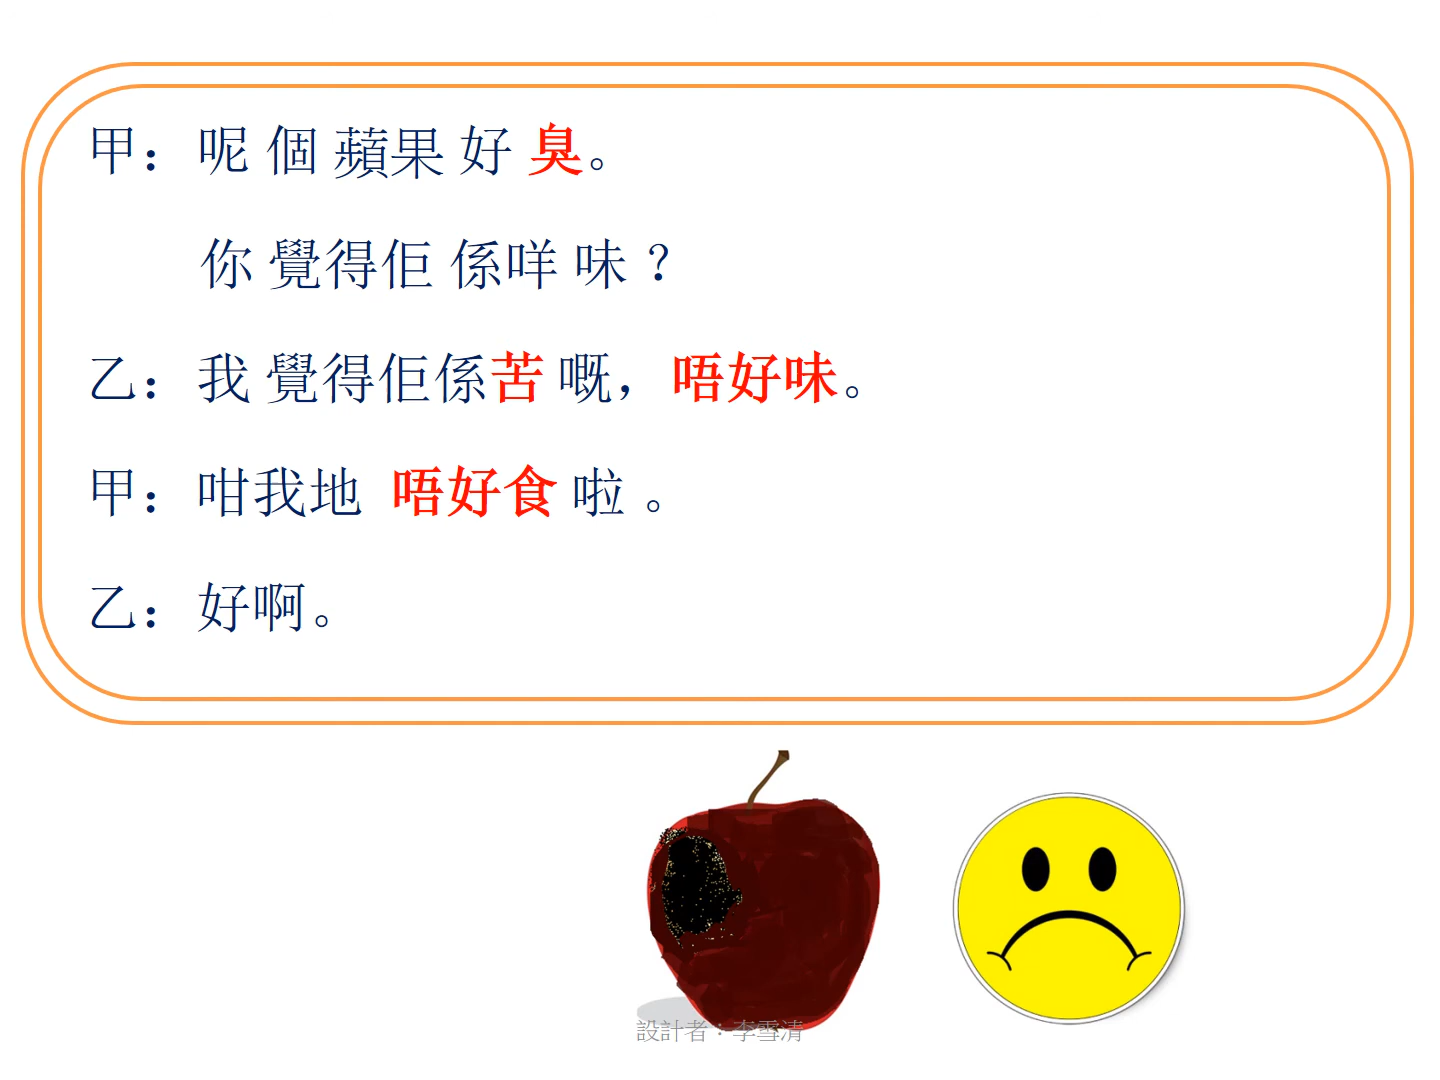 甲：呢 個 蘋果 好 臭。
你 覺得佢 係咩 味 ？
乙：我 覺得佢係苦 嘅，唔好味。
甲：咁我地 唔好食 啦 。
乙：好啊。
設計者：李雪清